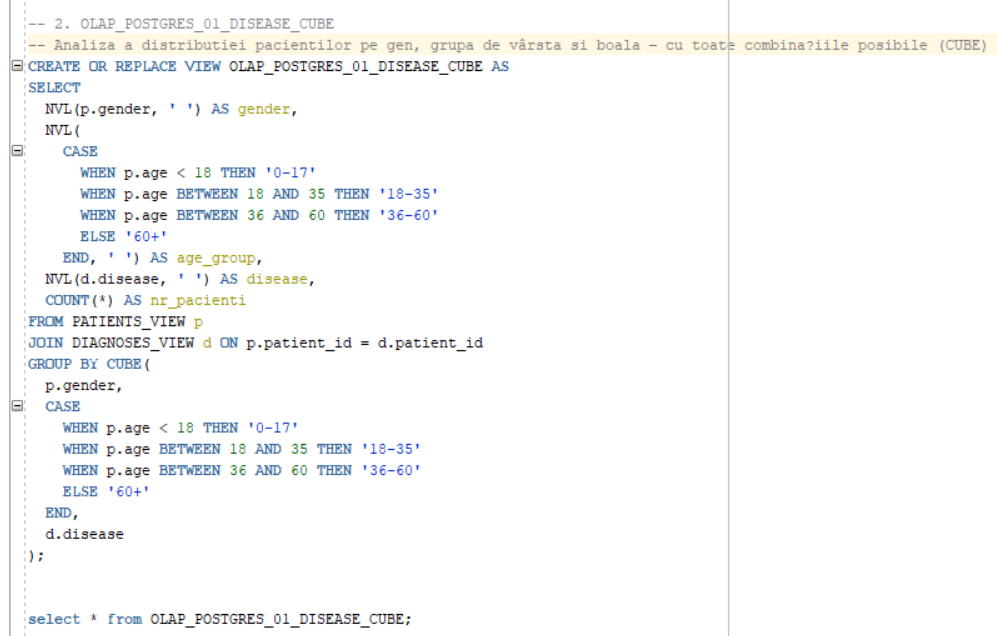 -- 2. OLAP_POSTGRES_01_DISEASE_CUBE
-- Analiza a distributiei pacientilor pe gen, grupa de vârsta si boala – cu toate combina?iile posibile (CUBE)
CREATE OR REPLACE VIEW OLAP_POSTGRES_01_DISEASE_CUBE AS
SELECT
  NVL(p.gender, ' ') AS gender,
  NVL(
    CASE
      WHEN p.age < 18 THEN '0-17'
      WHEN p.age BETWEEN 18 AND 35 THEN '18-35'
      WHEN p.age BETWEEN 36 AND 60 THEN '36-60'
      ELSE '60+'
    END, ' ') AS age_group,
  NVL(d.disease, ' ') AS disease,
  COUNT(*) AS nr_pacienti
FROM PATIENTS_VIEW p
JOIN DIAGNOSES_VIEW d ON p.patient_id = d.patient_id
GROUP BY CUBE(
  p.gender,
  CASE
    WHEN p.age < 18 THEN '0-17'
    WHEN p.age BETWEEN 18 AND 35 THEN '18-35'
    WHEN p.age BETWEEN 36 AND 60 THEN '36-60'
    ELSE '60+'
  END,
  d.disease
);
select * from OLAP_POSTGRES_01_DISEASE_CUBE;